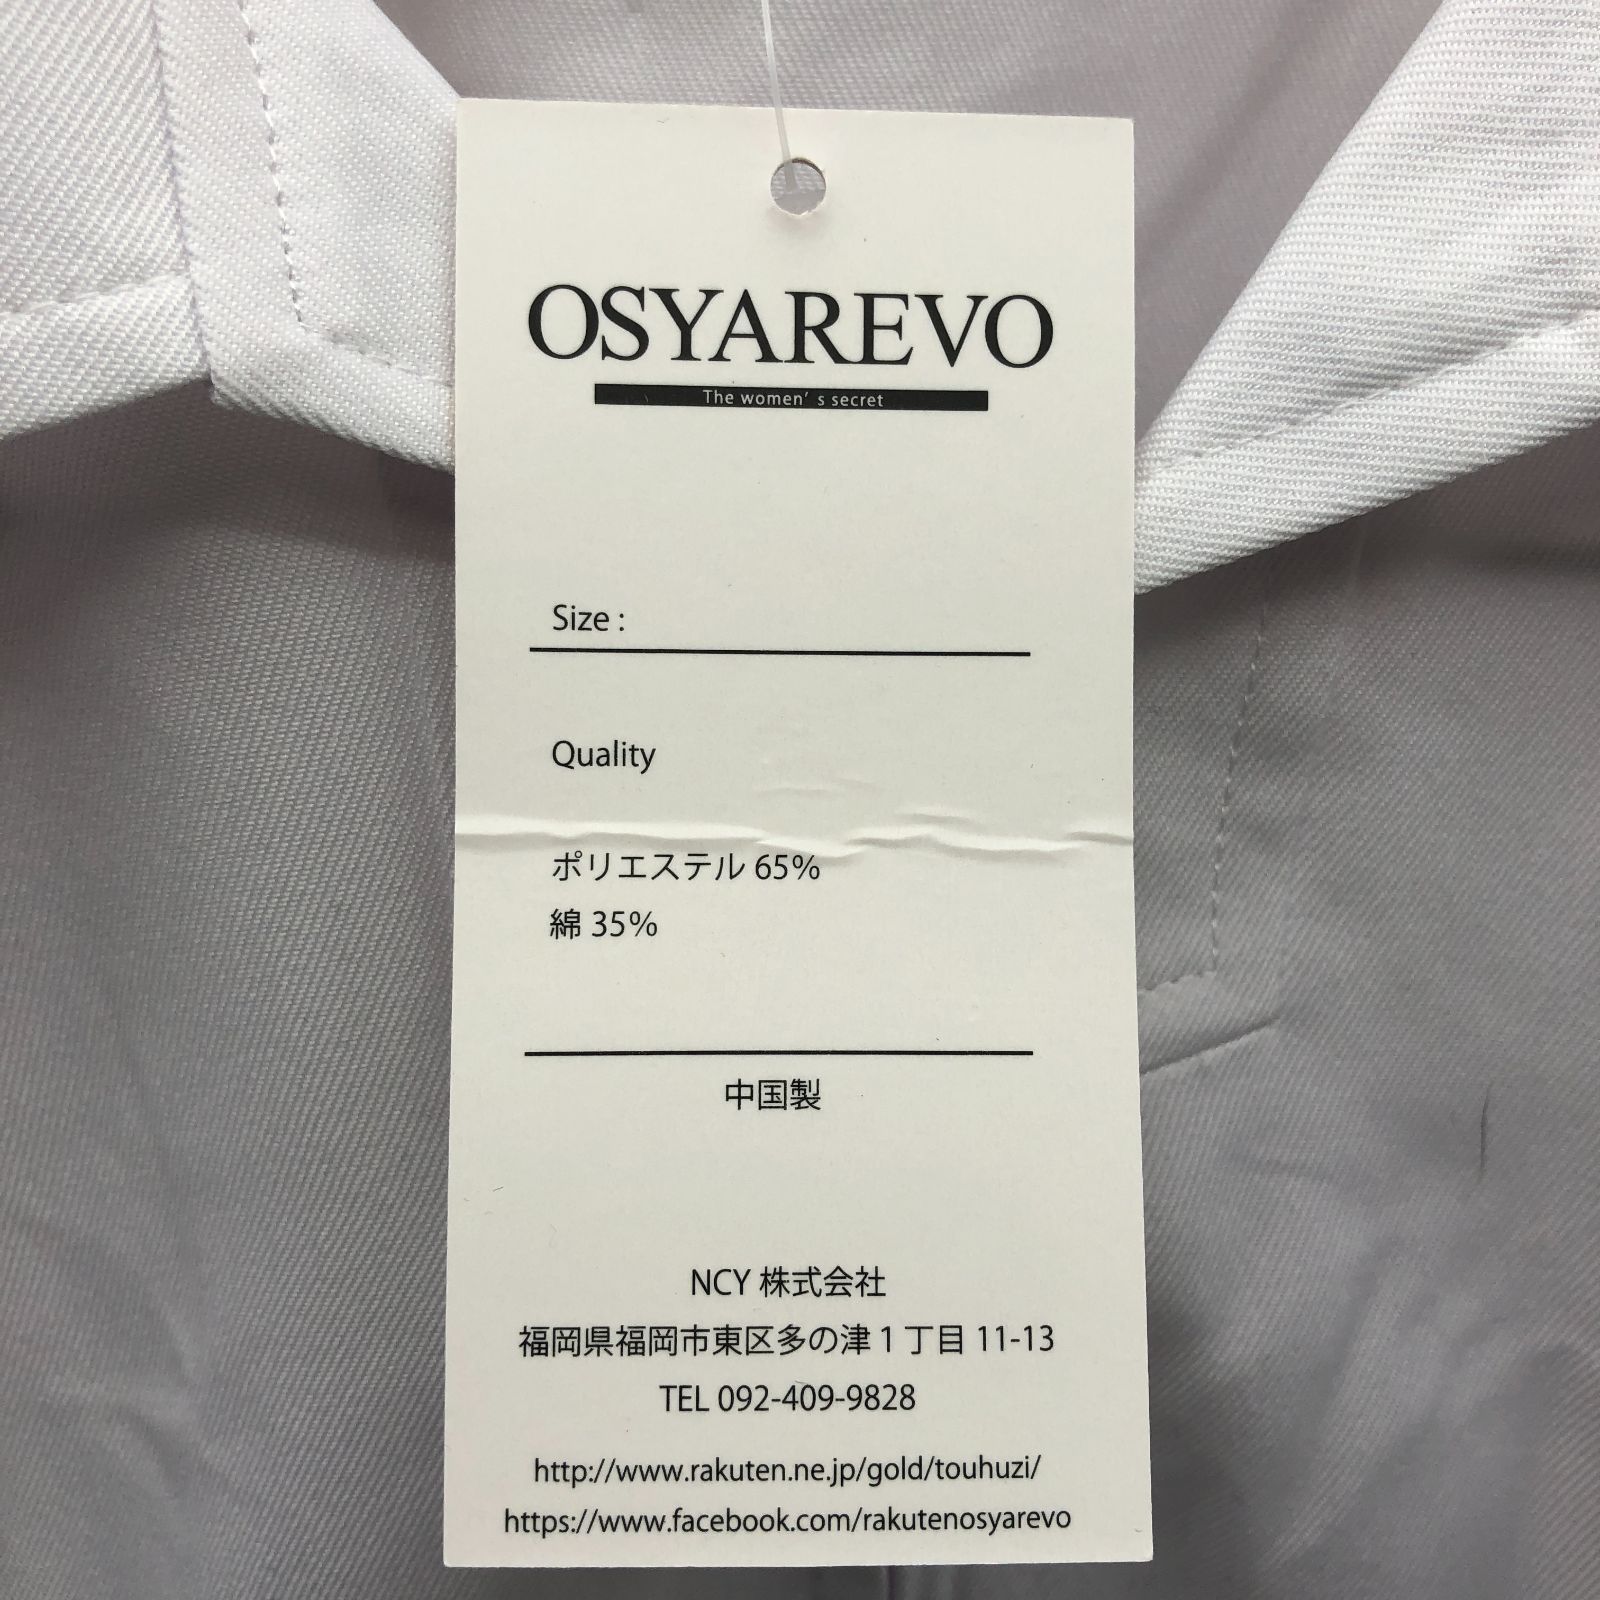 OSYAREVO
The women's secret
Size :
Quality
ポリエステル 65%
綿 35%
中国製
NCY 株式会社
福岡県福岡市東区多の津 1 丁目 11-13
TEL 092-409-9828
http://www.rakuten.ne.jp/gold/touhuzi/
https://www.facebook.com/rakutenosyarevo